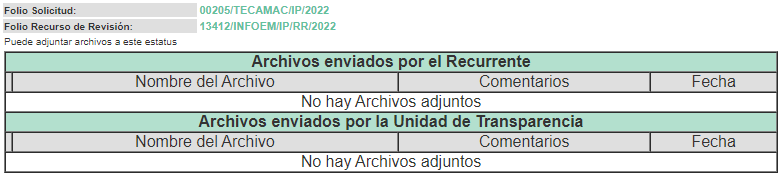 Folio Solicitud: 00205/TECAMAC/IP/2022
Folio Recurso de Revisión: 13412/INFOEM/IP/RR/2022
Puede adjuntar archivos a este estatus
Archivos enviados por el Recurrente
Nombre del Archivo Comentarios Fecha
No hay Archivos adjuntos
Archivos enviados por la Unidad de Transparencia
Nombre del Archivo Comentarios Fecha
No hay Archivos adjuntos